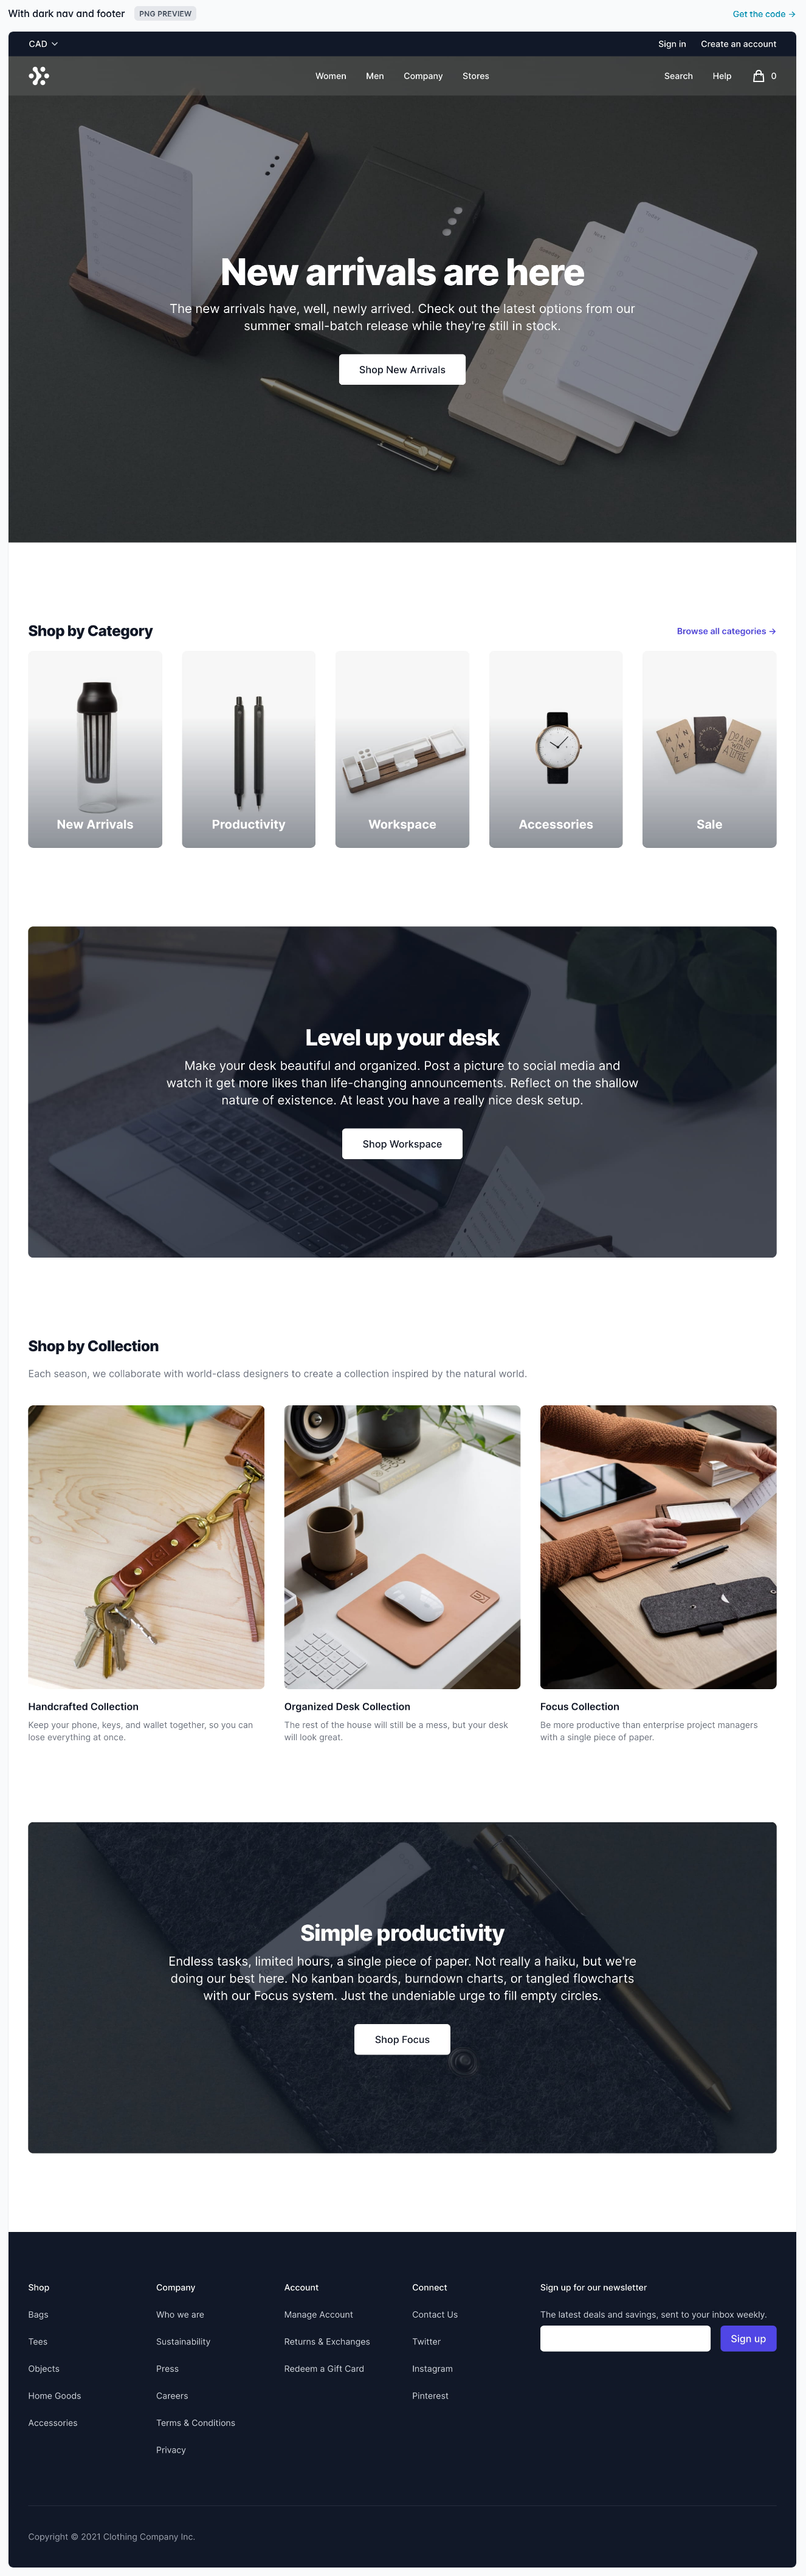 With dark nav and footer
PNG PREVIEW
Get the code →
CAD
Sign in
Create an account
Women
Men
Company
Stores
Search
Help
0
New arrivals are here
The new arrivals have, well, newly arrived. Check out the latest options from our
summer small-batch release while they're still in stock.
Shop New Arrivals
Shop by Category
Browse all categories →
New Arrivals
Productivity
Workspace
Accessories
Sale
Level up your desk
Make your desk beautiful and organized. Post a picture to social media and
watch it get more likes than life-changing announcements. Reflect on the shallow
nature of existence. At least you have a really nice desk setup.
Shop Workspace
Shop by Collection
Each season, we collaborate with world-class designers to create a collection inspired by the natural world.
Handcrafted Collection
Keep your phone, keys, and wallet together, so you can
lose everything at once.
Organized Desk Collection
The rest of the house will still be a mess, but your desk
will look great.
Focus Collection
Be more productive than enterprise project managers
with a single piece of paper.
Simple productivity
Endless tasks, limited hours, a single piece of paper. Not really a haiku, but we're
doing our best here. No kanban boards, burndown charts, or tangled flowcharts
with our Focus system. Just the undeniable urge to fill empty circles.
Shop Focus
Shop
Bags
Tees
Objects
Home Goods
Accessories
Company
Who we are
Sustainability
Press
Careers
Terms & Conditions
Privacy
Account
Manage Account
Returns & Exchanges
Redeem a Gift Card
Connect
Contact Us
Twitter
Instagram
Pinterest
Sign up for our newsletter
The latest deals and savings, sent to your inbox weekly.
Sign up
Copyright © 2021 Clothing Company Inc.